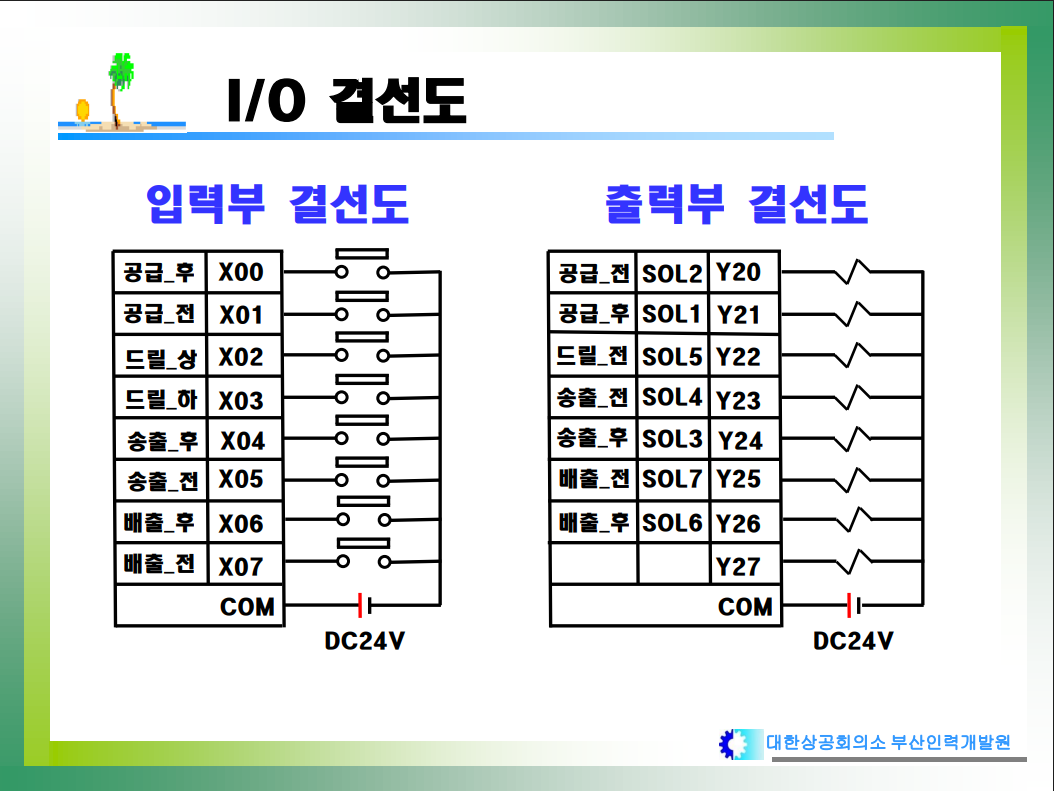 I/O 결선도
입력부 결선도
공급_후 X00
공급_전 X01
드릴_상 X02
드릴_하 X03
송출_후 X04
송출_전 X05
배출_후 X06
배출_전 X07
COM
DC24V
출력부 결선도
공급_전 SOL2 Y20
공급_후 SOL1 Y21
드릴_전 SOL5 Y22
송출_전 SOL4 Y23
송출_후 SOL3 Y24
배출_전 SOL7 Y25
배출_후 SOL6 Y26
Y27
COM
DC24V
대한상공회의소 부산인력개발원